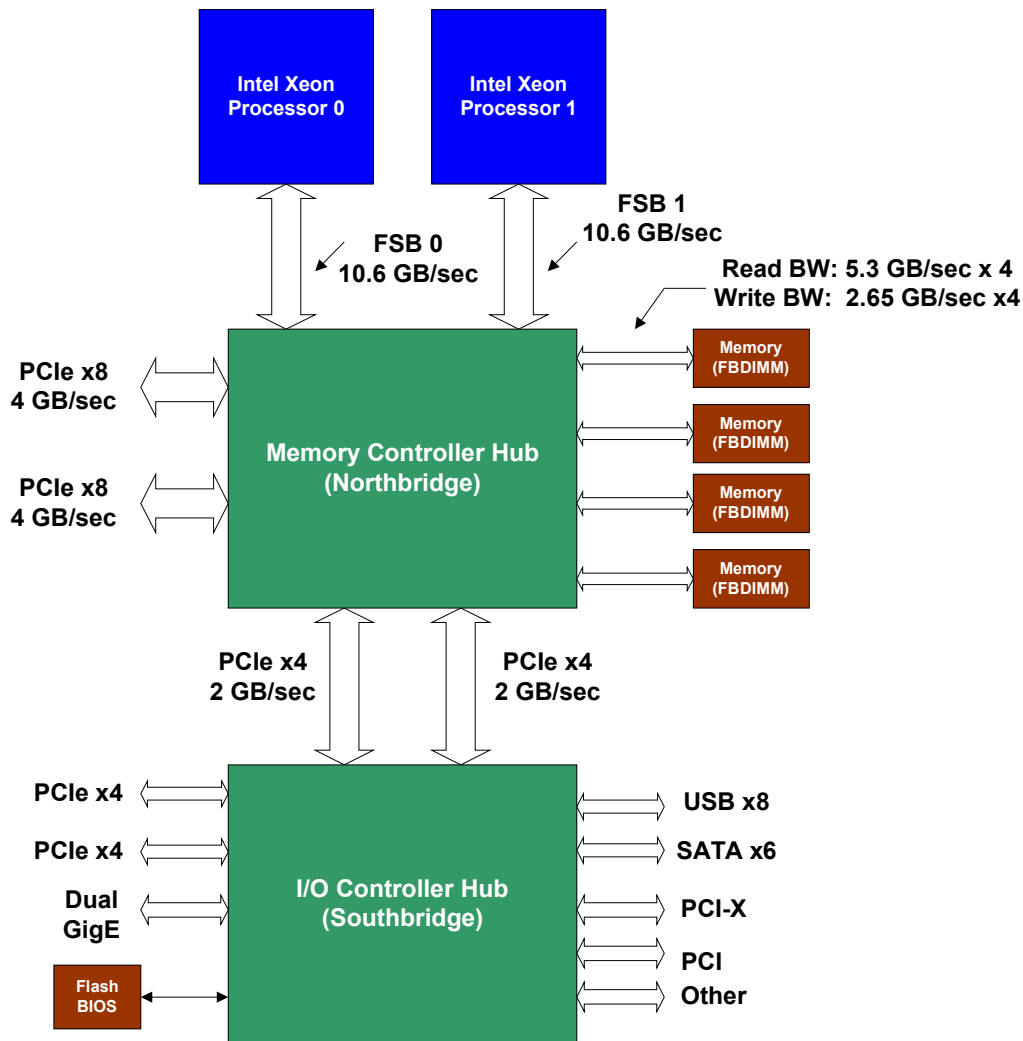 Intel Xeon
Processor 0
Intel Xeon
Processor 1
FSB 0
10.6 GB/sec
FSB 1
10.6 GB/sec
Read BW: 5.3 GB/sec x 4
Write BW:  2.65 GB/sec x4
PCIe x8
4 GB/sec
PCIe x8
4 GB/sec
Memory Controller Hub
(Northbridge)
Memory
(FBDIMM)
Memory
(FBDIMM)
Memory
(FBDIMM)
Memory
(FBDIMM)
PCIe x4
2 GB/sec
PCIe x4
2 GB/sec
PCIe x4
PCIe x4
Dual
GigE
Flash
BIOS
I/O Controller Hub
(Southbridge)
USB x8
SATA x6
PCI-X
PCI
Other